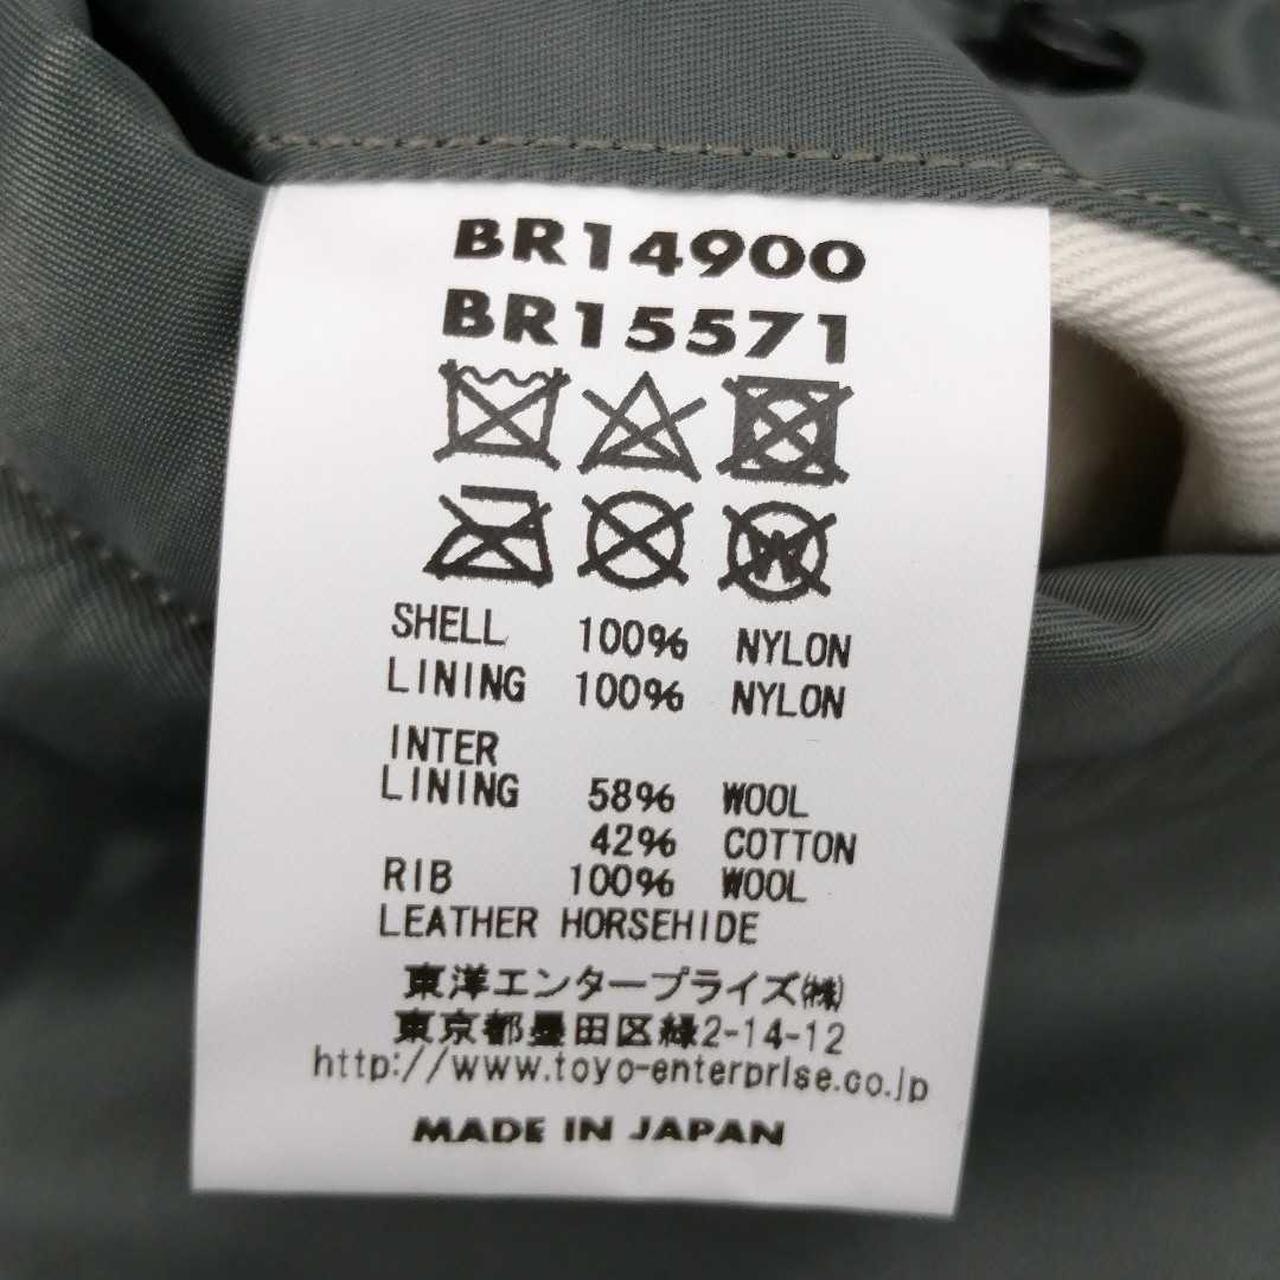 BR14900
BR15571
W
SHELL 100% NYLON
LINING 100% NYLON
INTER
LINING 58% WOOL
42% COTTON
RIB 100% WOOL
LEATHER HORSEHIDE
東洋エンタープライズ㈱
東京都墨田区緑2-14-12
http://www.toyo-enterprise.co.jp
MADE IN JAPAN